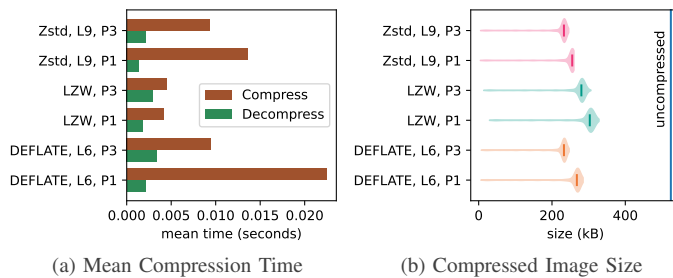 Zstd, L9, P3
Zstd, L9, P1
LZW, P3
LZW, P1
DEFLATE, L6, P3
DEFLATE, L6, P1
Compress
Decompress
0.000 0.005 0.010 0.015 0.020
mean time (seconds)
(a) Mean Compression Time
Zstd, L9, P3
Zstd, L9, P1
LZW, P3
LZW, P1
DEFLATE, L6, P3
DEFLATE, L6, P1
uncompressed
0 200 400
size (kB)
(b) Compressed Image Size